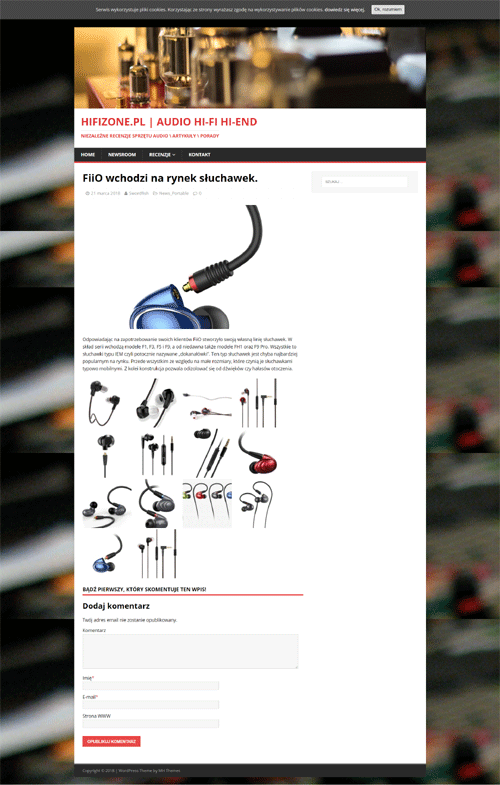 Serwis wykorzystuje pliki cookies. Korzystając ze strony wyrażasz zgodę na wykorzystywanie plików cookies. dowiedz się więcej. Ok, rozumiem
HIFIZONE.PL | AUDIO HI-FI HI-END
NIEZALEŻNE RECENZJE SPRZĘTU AUDIO \ ARTYKUŁY \ PORADY
HOME NEWSROOM RECENZJE KONTAKT
FiiO wchodzi na rynek słuchawek.
21 marca 2018 News, Portable 0
SZUKAJ …
Odpowiadając na zapotrzebowanie swoich klientów FiiO stworzyło swoją własną linię słuchawek. W
skład serii wchodzą modele F1, F3, F5 i F9, a od niedawna także modele FH1 oraz F9 Pro. Wszystkie to
słuchawki typu IEM czyli potocznie nazywane „dokanałówki”. Ten typ słuchawek jest chyba najbardziej
popularnym na rynku. Przede wszystkim ze względu na małe rozmiary, które czynią je słuchawkami
typowo mobilnymi. Z kolei konstrukcja pozwala odizolować się od dźwięków czy hałasów otoczenia.
BĄDŹ PIERWSZY, KTÓRY SKOMENTUJE TEN WPIS!
Dodaj komentarz
Twój adres email nie zostanie opublikowany.
Komentarz
Imię*
E-mail*
Strona WWW
OPUBLIKUJ KOMENTARZ
Copyright © 2018 | WordPress Theme by MH Themes